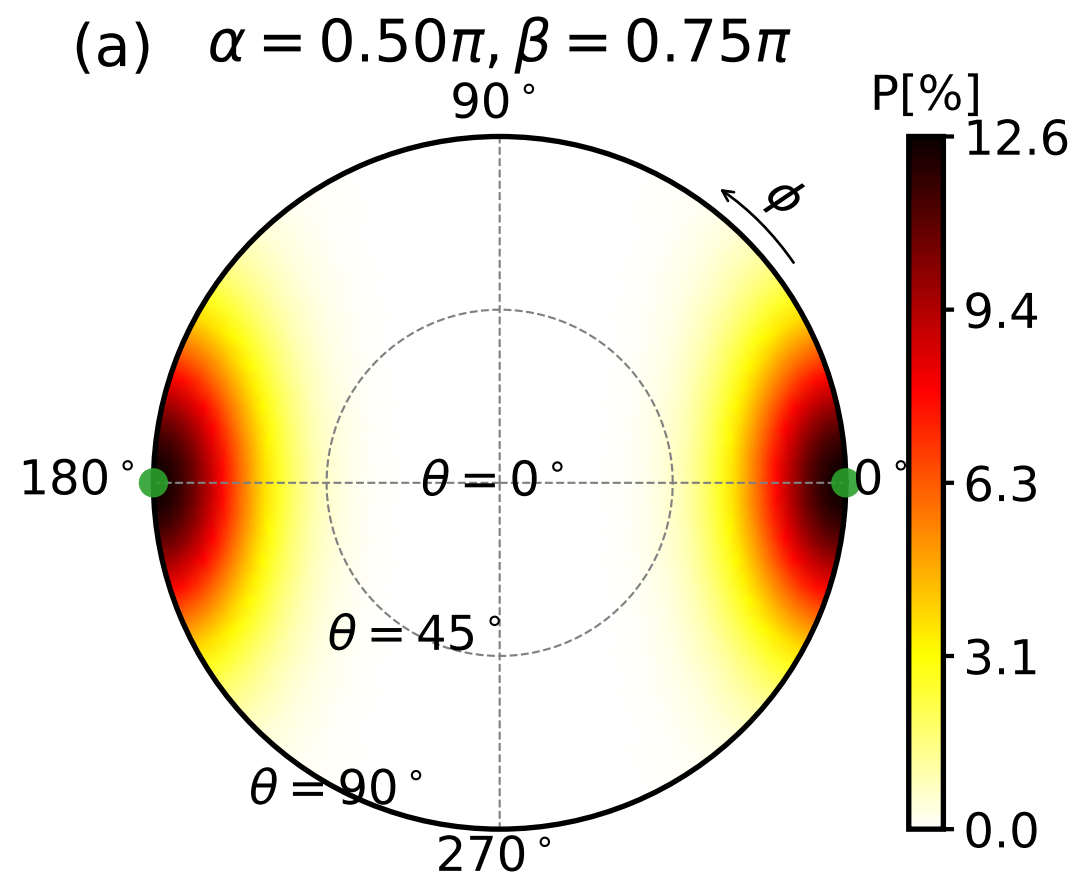 (a) α = 0.50π, β = 0.75π
90°
P[%]
12.6
ϕ
9.4
180°
θ = 0°
0°
6.3
θ = 45°
3.1
θ = 90°
0.0
270°